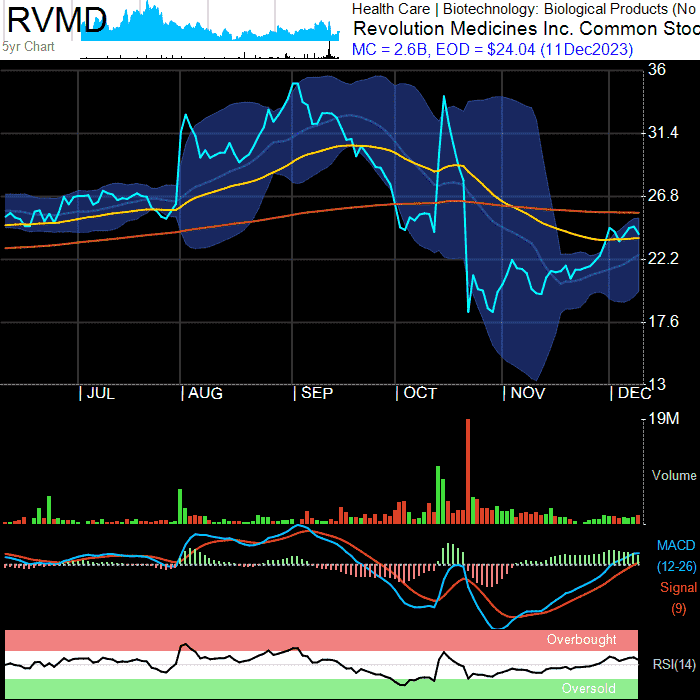 RVMD
5yr Chart
Health Care | Biotechnology: Biological Products (No
Revolution Medicines Inc. Common Stoc
MC = 2.6B, EOD = $24.04 (11Dec2023)
36
31.4
26.8
22.2
17.6
13
| JUL | AUG | SEP | OCT | NOV | DEC
19M
Volume
MACD
(12-26)
Signal
(9)
Overbought
RSI(14)
Oversold